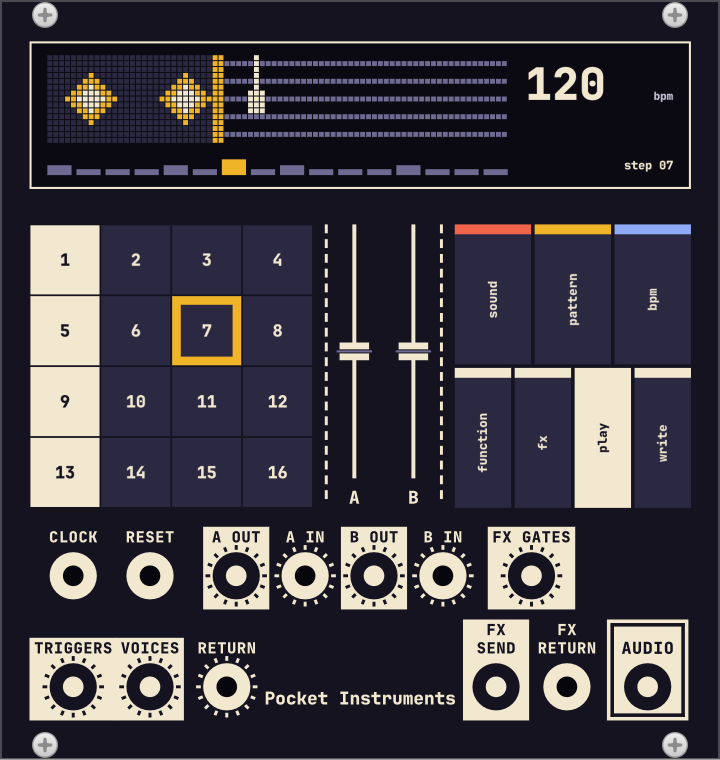 120 bpm
step 07
1 2 3 4
5 6 7 8
9 10 11 12
13 14 15 16
A B
sound pattern bpm
function fx play write
CLOCK RESET A OUT A IN B OUT B IN FX GATES
TRIGGERS VOICES RETURN
Pocket Instruments
FX SEND
FX RETURN
AUDIO